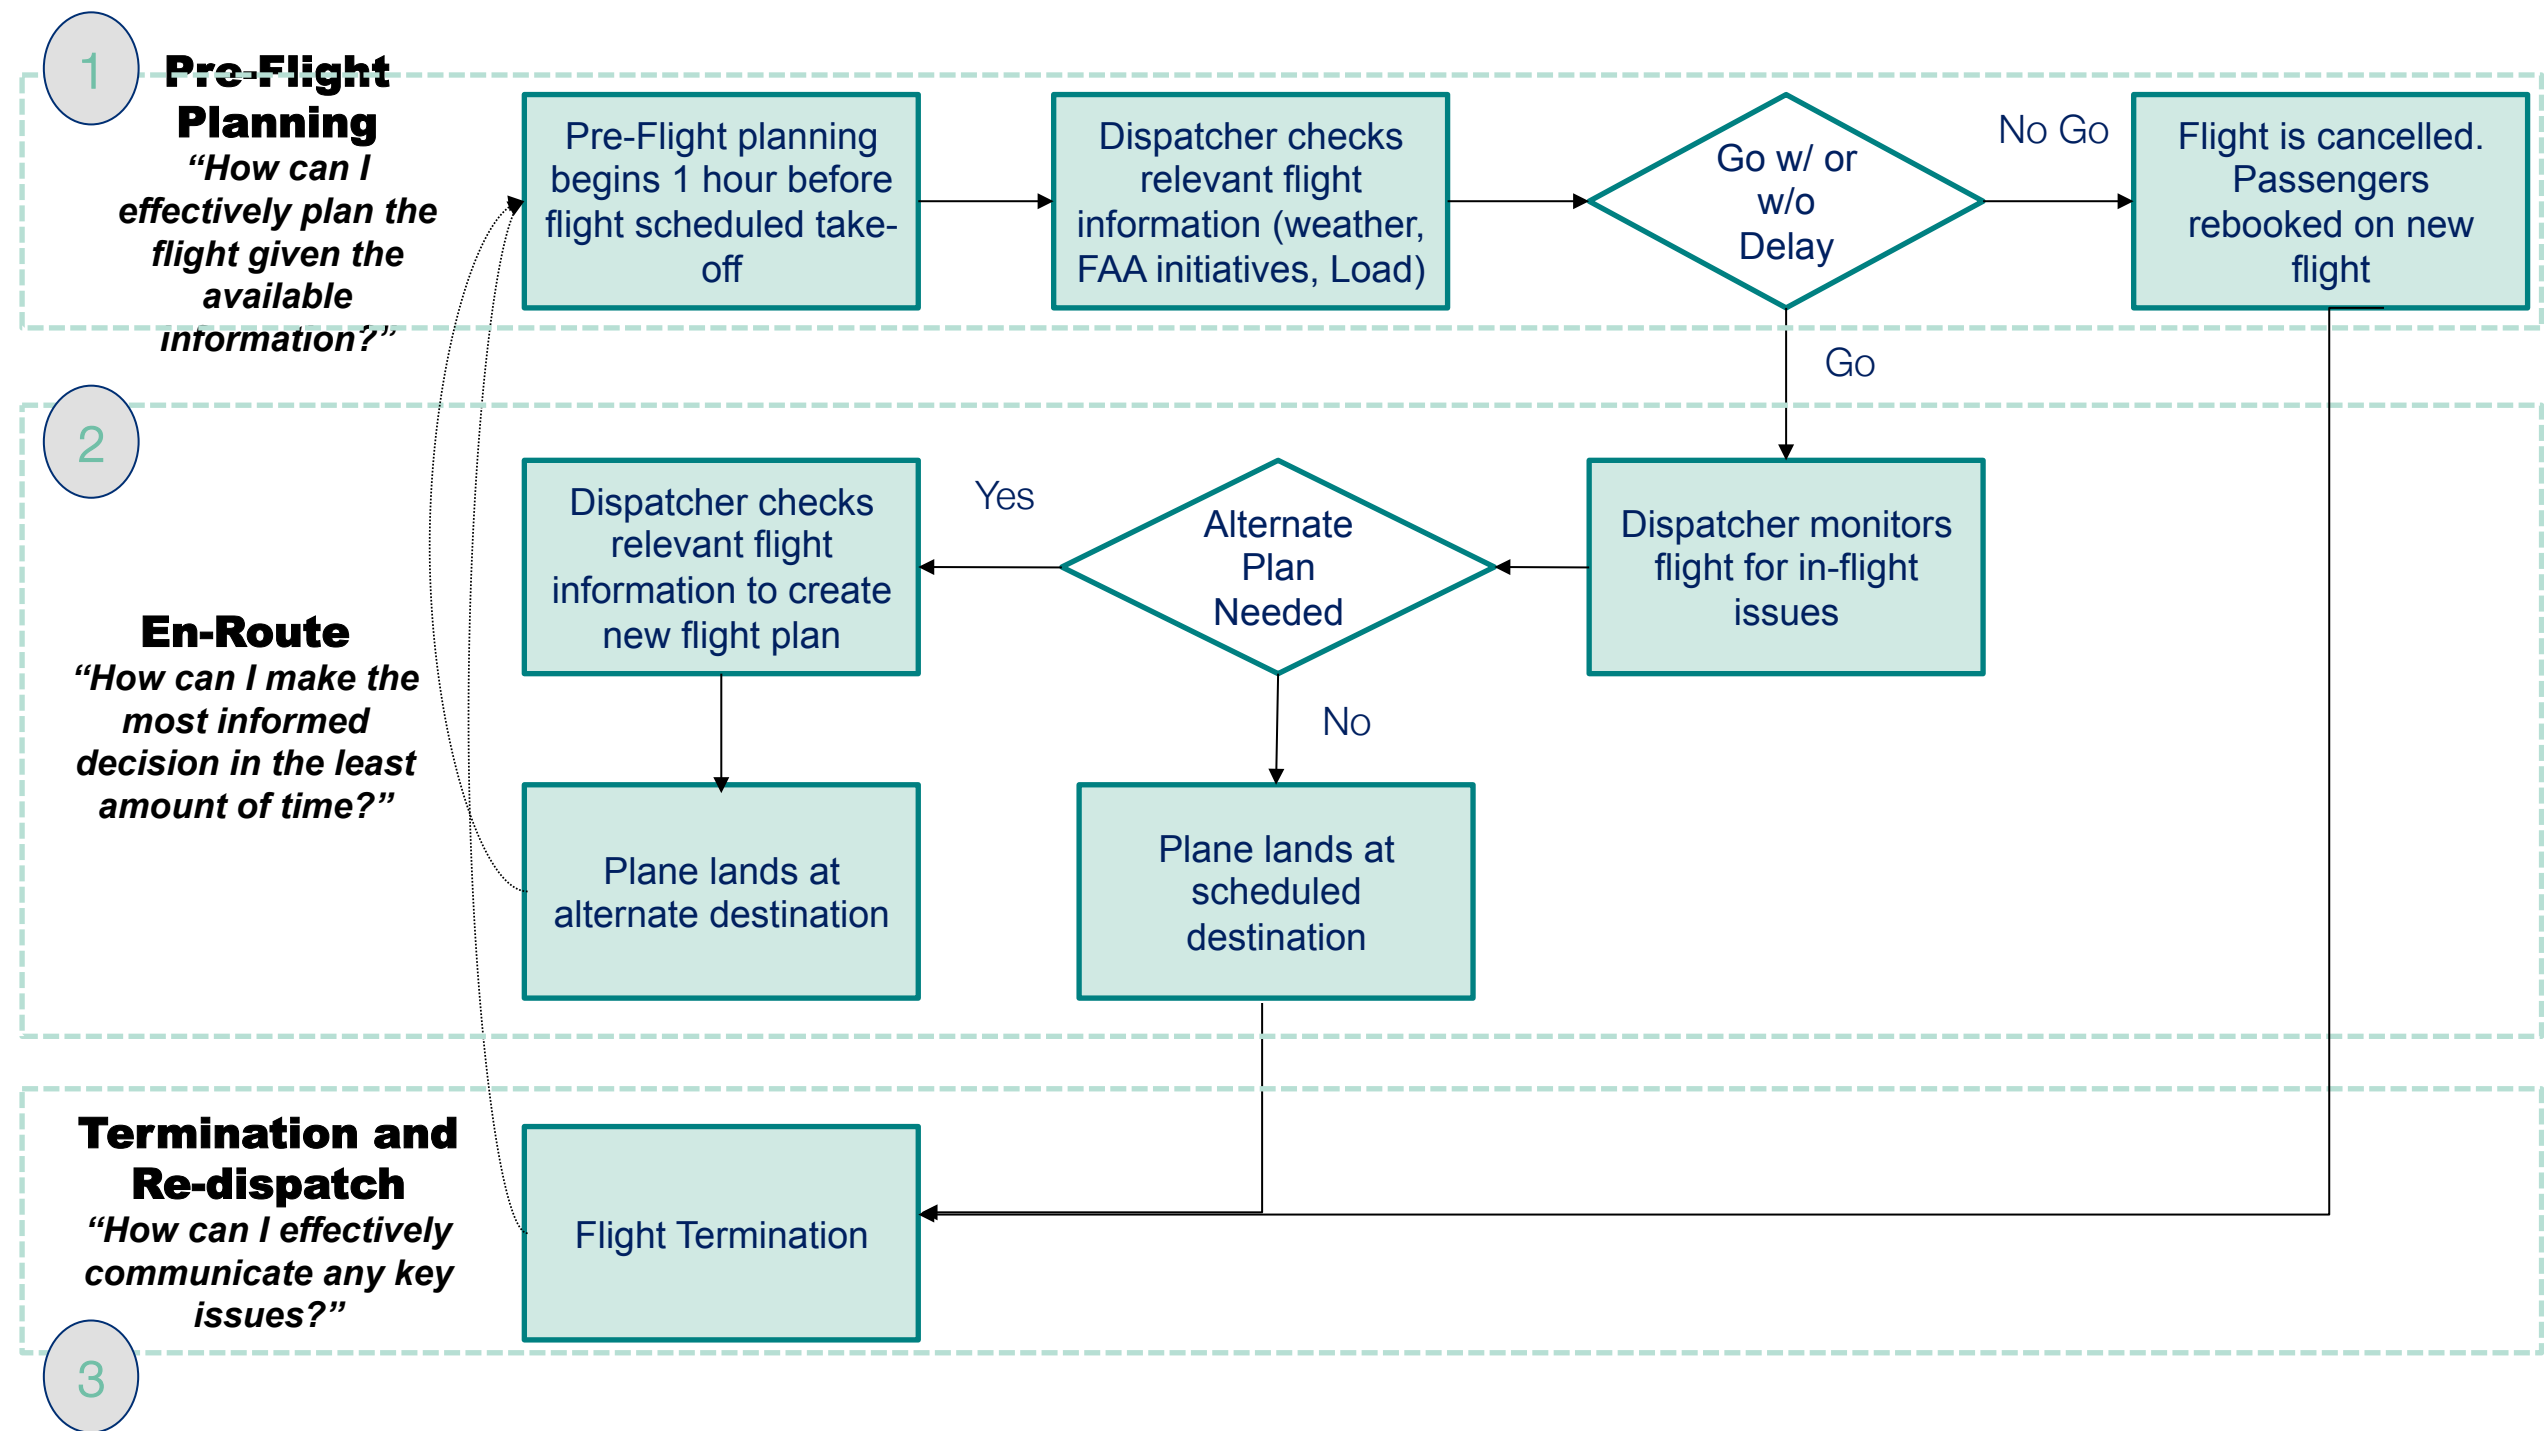 1
Pre-Flight
Planning
“How can I
effectively plan the
flight given the
available
information?”
Pre-Flight planning
begins 1 hour before
flight scheduled take-
off
Dispatcher checks
relevant flight
information (weather,
FAA initiatives, Load)
Go w/ or
w/o
Delay
No Go
Flight is cancelled.
Passengers
rebooked on new
flight
Go
2
En-Route
“How can I make the
most informed
decision in the least
amount of time?”
Dispatcher checks
relevant flight
information to create
new flight plan
Yes
Alternate
Plan
Needed
Dispatcher monitors
flight for in-flight
issues
No
Plane lands at
alternate destination
Plane lands at
scheduled
destination
Termination and
Re-dispatch
“How can I effectively
communicate any key
issues?”
Flight Termination
3